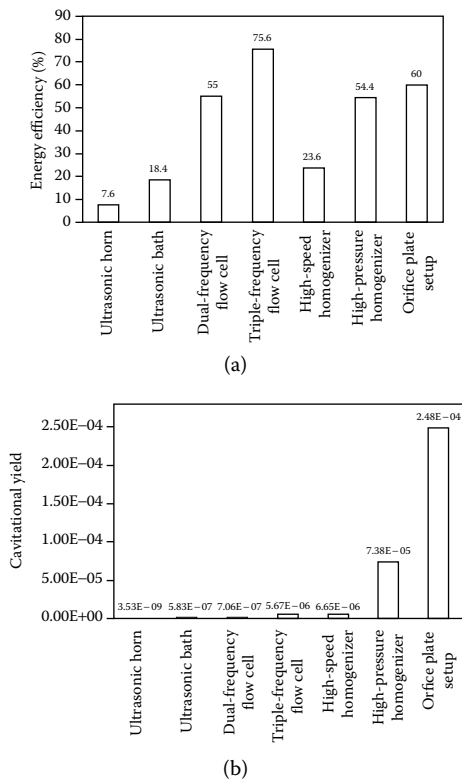 90
80
70
60
50
40
30
20
10
0
Energy efficiency (%)
7.6
18.4
55
75.6
23.6
54.4
60
Ultrasonic horn
Ultrasonic bath
Dual-frequency
flow cell
Triple-frequency
flow cell
High-speed
homogenizer
High-pressure
homogenizer
Orifice plate
setup
(a)
2.50E−04
2.00E−04
1.50E−04
1.00E−04
5.00E−05
0.00E+00
Cavitational yield
3.53E−09
5.83E−07
7.06E−07
5.67E−06
6.65E−06
7.38E−05
2.48E−04
Ultrasonic horn
Ultrasonic bath
Dual-frequency
flow cell
Triple-frequency
flow cell
High-speed
homogenizer
High-pressure
homogenizer
Orfice plate
setup
(b)